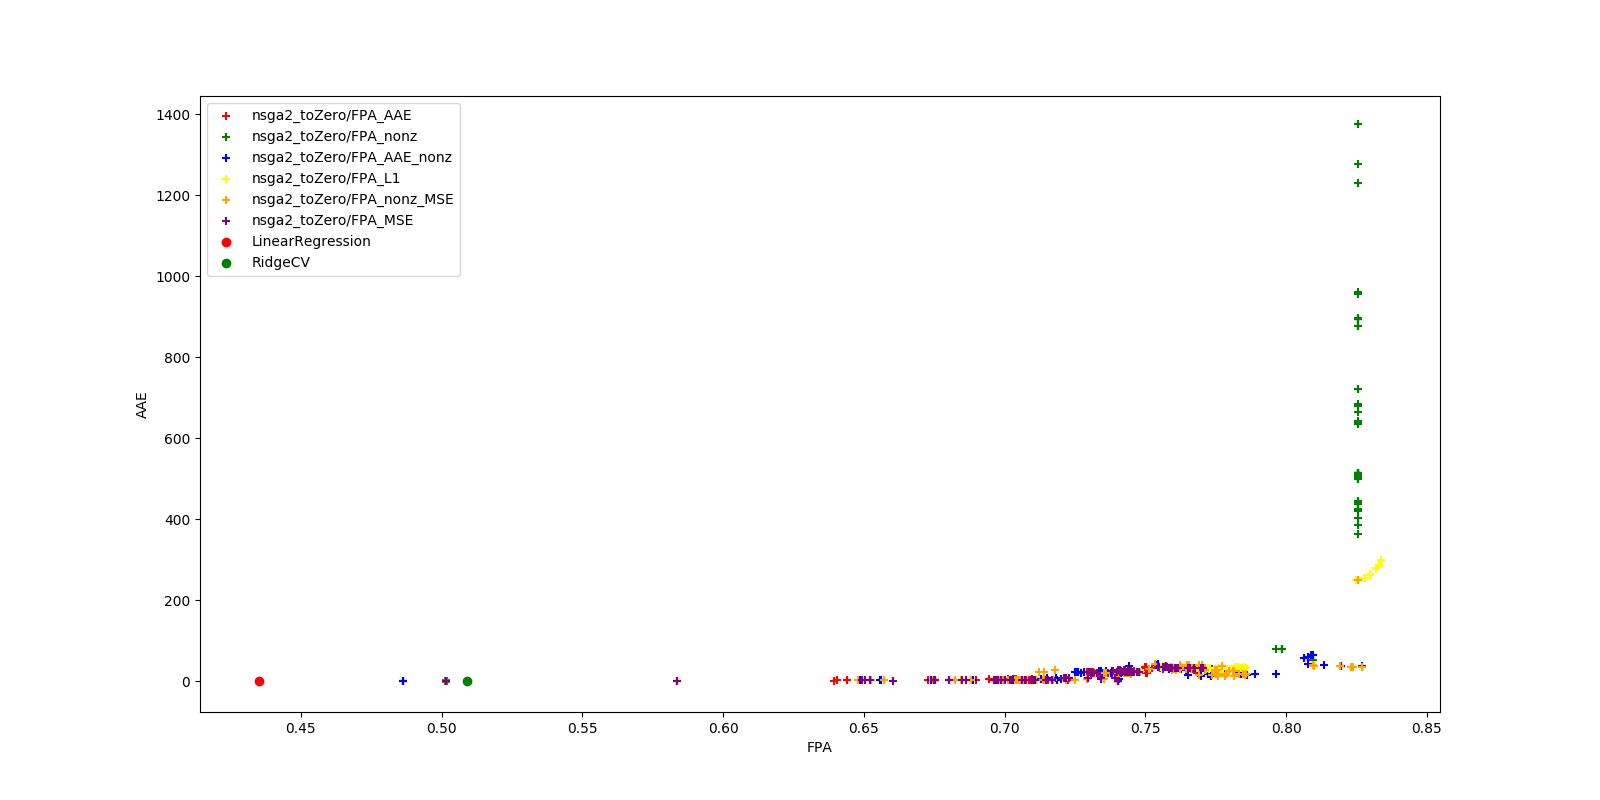 1400
1200
1000
800
600
400
200
0
AAE
nsga2_toZero/FPA_AAE
nsga2_toZero/FPA_nonz
nsga2_toZero/FPA_AAE_nonz
nsga2_toZero/FPA_L1
nsga2_toZero/FPA_nonz_MSE
nsga2_toZero/FPA_MSE
LinearRegression
RidgeCV
0.45 0.50 0.55 0.60 0.65 0.70 0.75 0.80 0.85
FPA